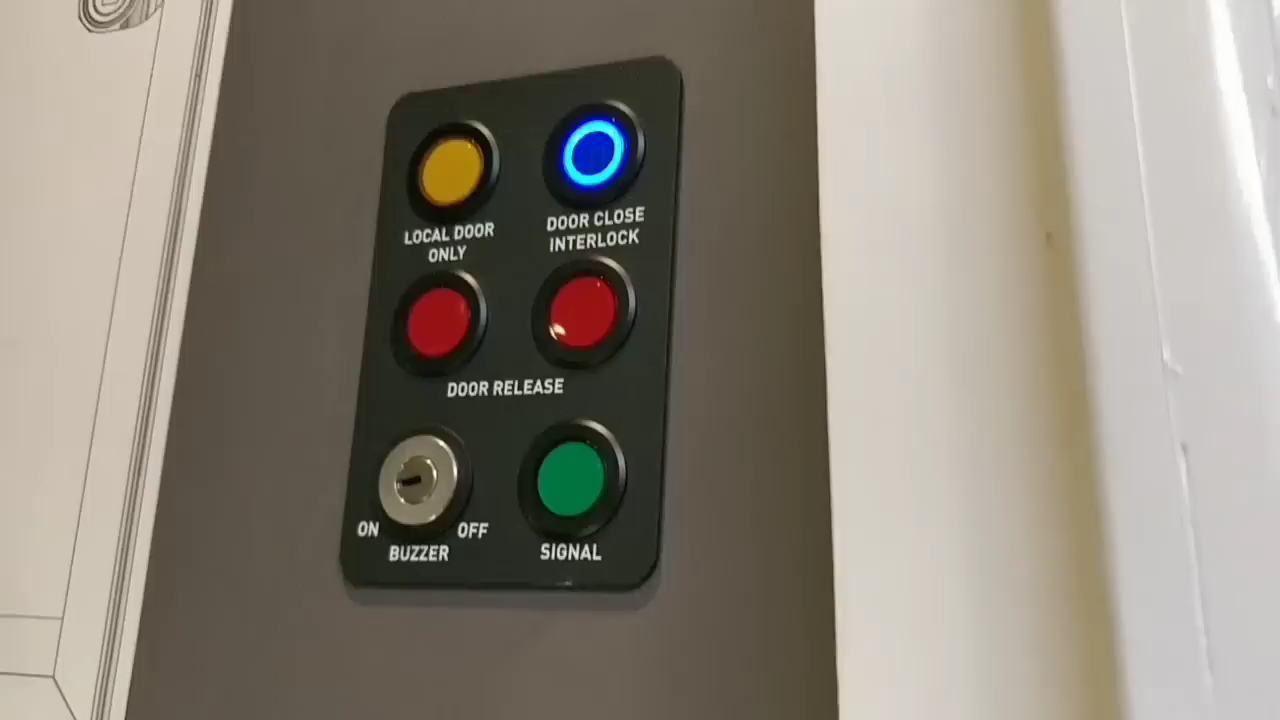 LOCAL DOOR
ONLY
DOOR CLOSE
INTERLOCK
DOOR RELEASE
ON
OFF
BUZZER
SIGNAL